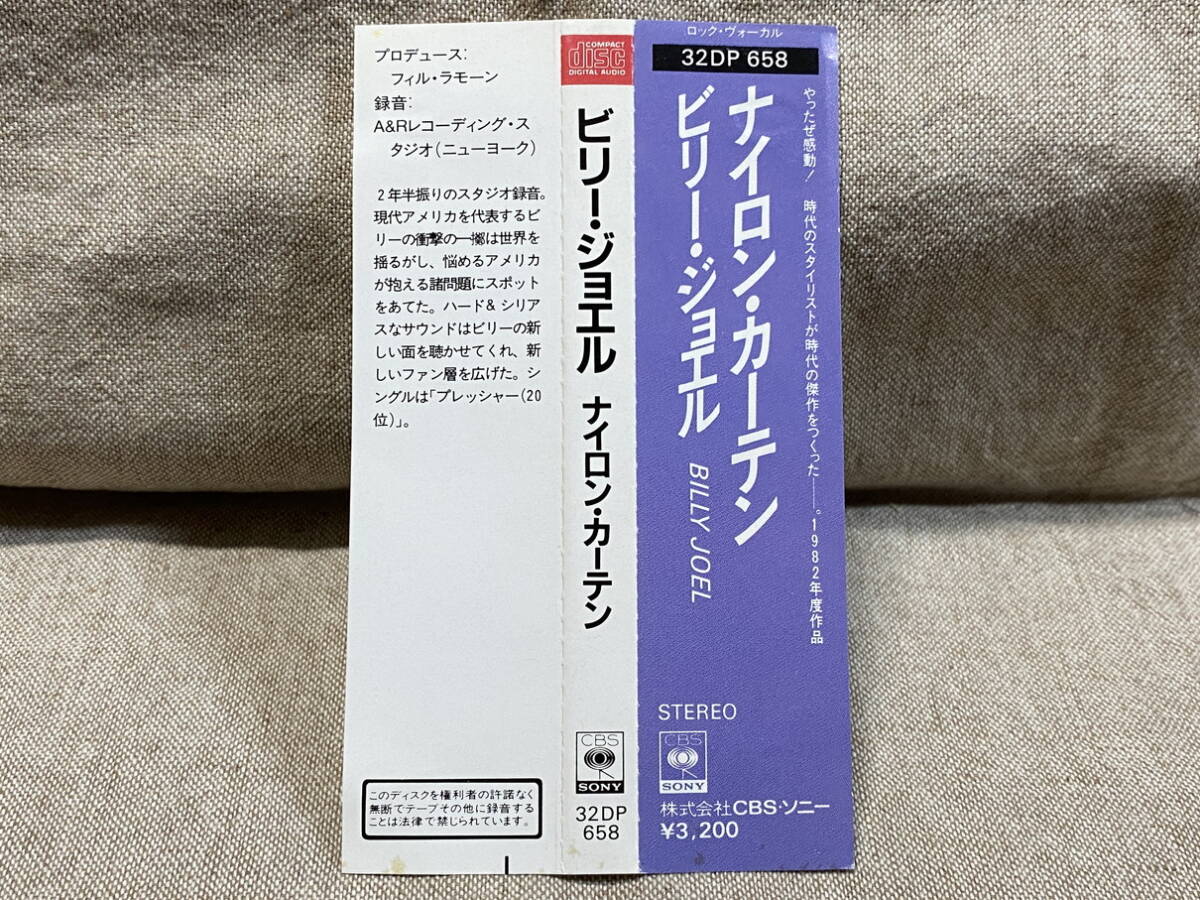 プロデュース:
フィル・ラモーン
録音:
A&Rレコーディング・ス
タジオ(ニューヨーク)
2年半振りのスタジオ録音。
現代アメリカを代表するビ
リーの衝撃の一擲は世界を
揺るがし、悩めるアメリカ
が抱える諸問題にスポット
をあてた。ハード& シリア
スなサウンドはビリーの新
しい面を聴かせてくれ、新
しいファン層を広げた。シ
ングルは「プレッシャー(20
位)」。
このディスクを権利者の許諾なく
無断でテープその他に録音する
ことは法律で禁じられています。
COMPACT
disc
DIGITAL AUDIO
ビリー・ジョエル ナイロン・カーテン
CBS
SONY
32DP
658
ロック・ヴォーカル
32DP 658
やったぜ感動! 時代のスタイリストが時代の傑作をつくった——。1982年度作品
ナイロン・カーテン
ビリー・ジョエル BILLY JOEL
STEREO
CBS
SONY
株式会社CBS・ソニー
¥3,200